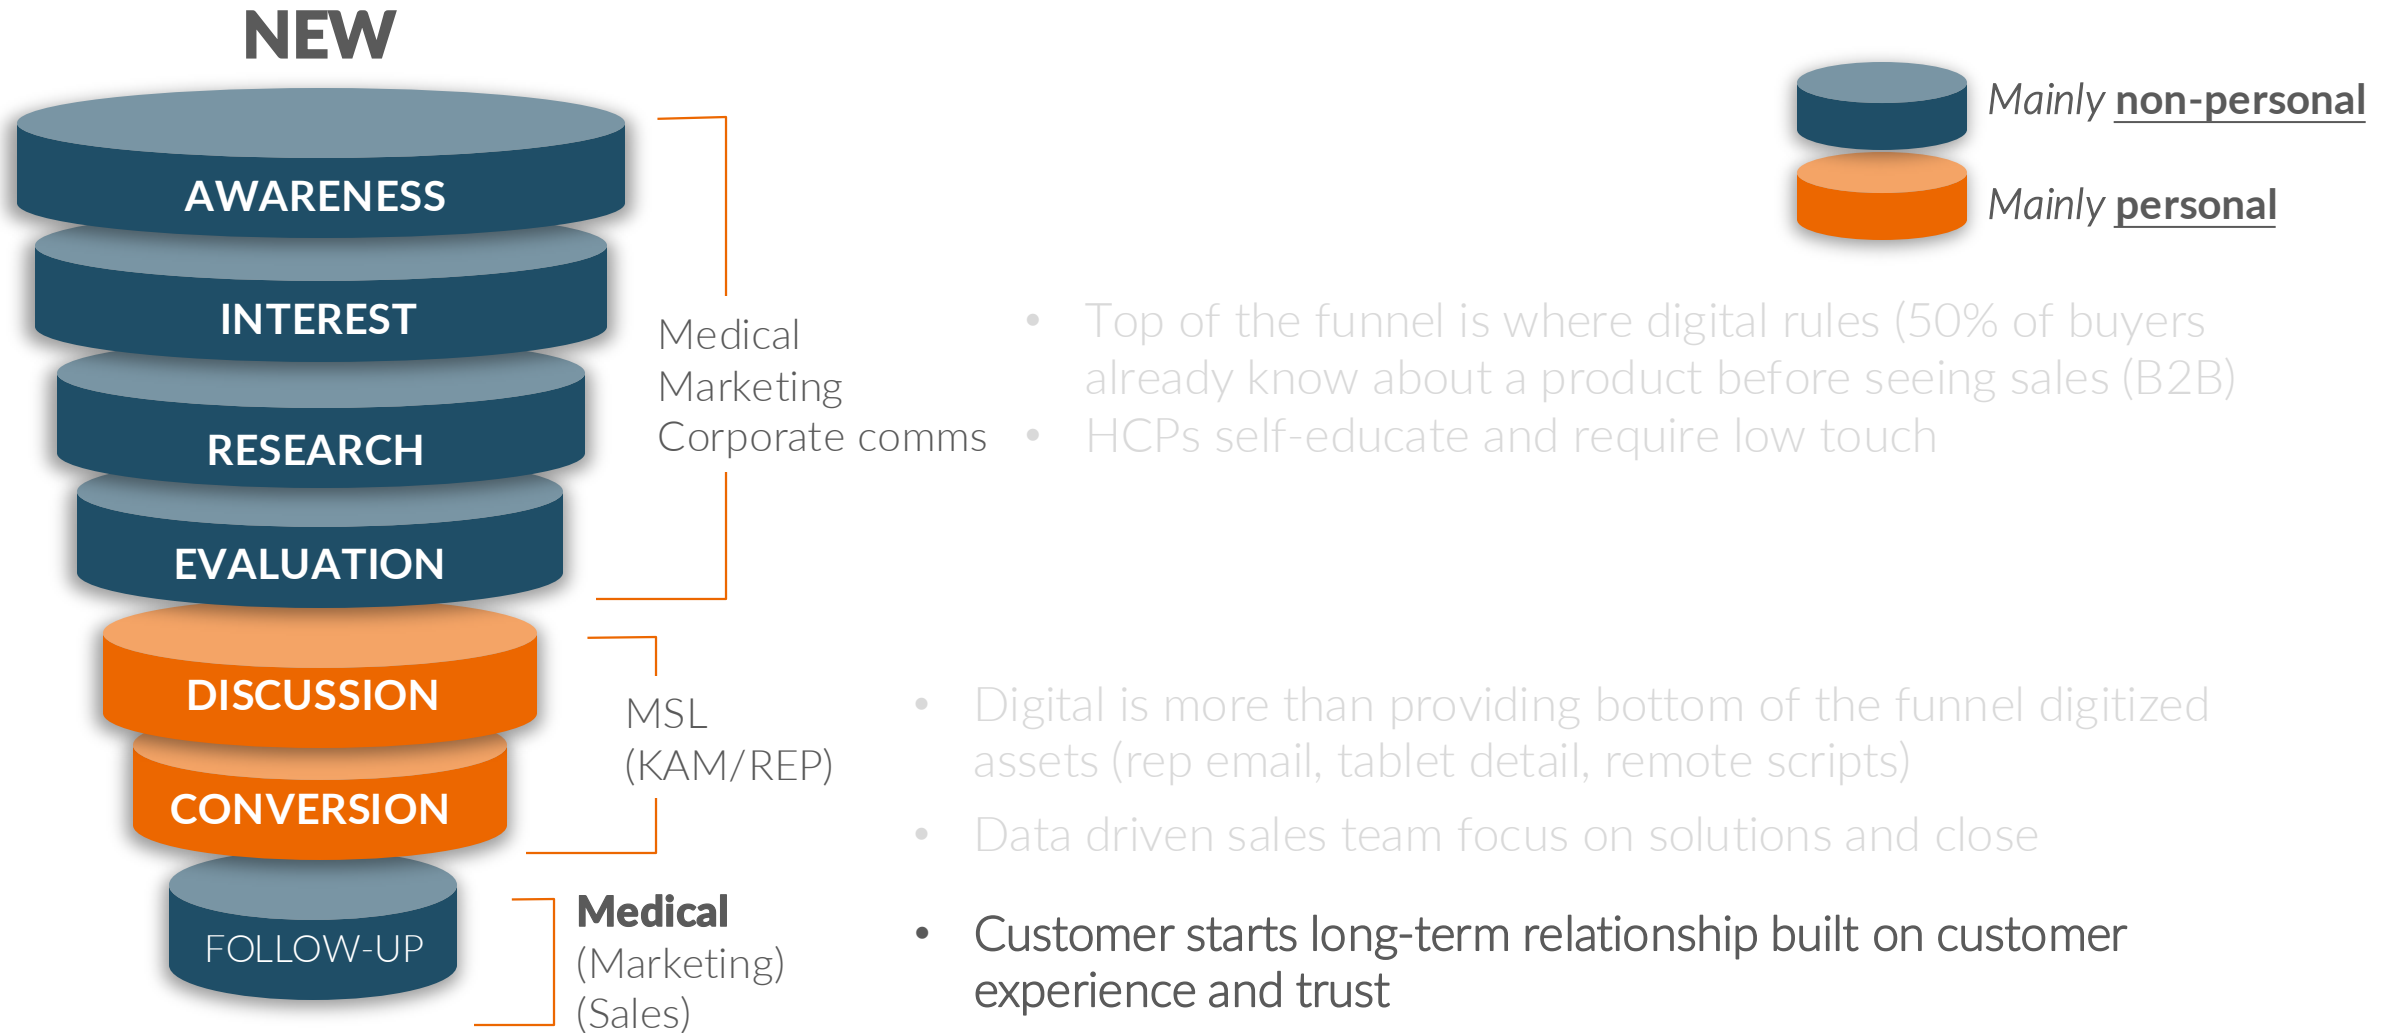 NEW
AWARENESS
INTEREST
RESEARCH
EVALUATION
DISCUSSION
CONVERSION
FOLLOW-UP
Medical
Marketing
Corporate comms
MSL
(KAM/REP)
Medical
(Marketing)
(Sales)
Mainly non-personal
Mainly personal
• Top of the funnel is where digital rules (50% of buyers
already know about a product before seeing sales (B2B)
• HCPs self-educate and require low touch
• Digital is more than providing bottom of the funnel digitized
assets (rep email, tablet detail, remote scripts)
• Data driven sales team focus on solutions and close
• Customer starts long-term relationship built on customer
experience and trust